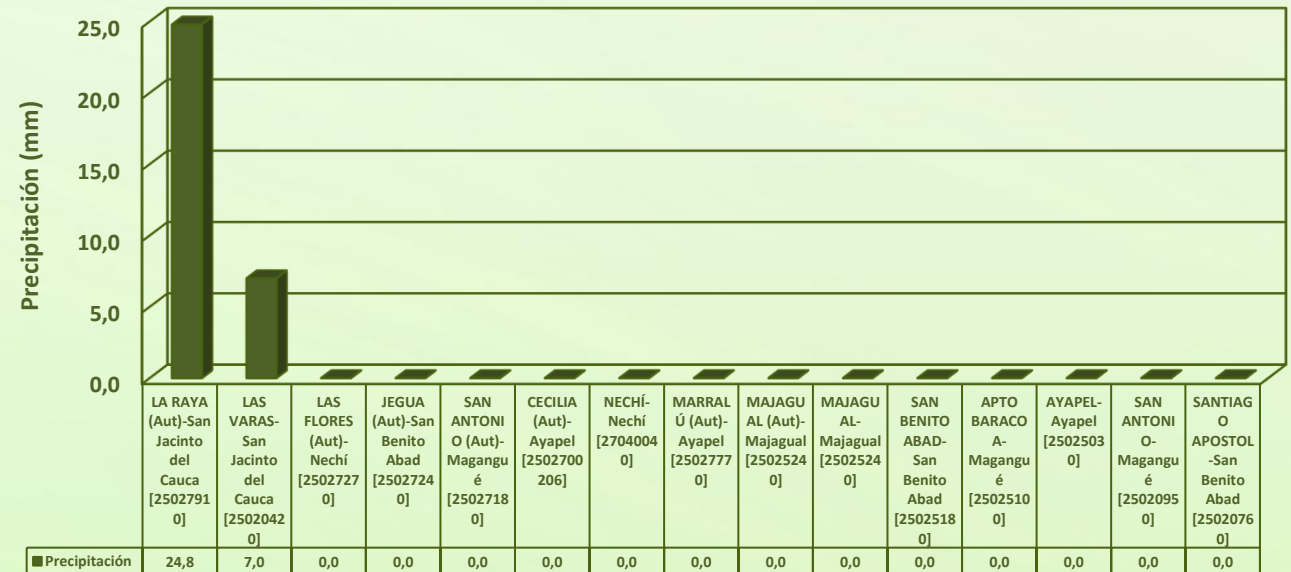 25,0
20,0
15,0
10,0
5,0
0,0
Precipitación (mm)
LA RAYA
(Aut)-San
Jacinto
del
Cauca
[2502791
0]
LAS
VARAS-
San
Jacinto
del
Cauca
[2502042
0]
LAS
FLORES
(Aut)-
Nechí
[2502727
0]
JEGUA
(Aut)-San
Benito
Abad
[2502724
0]
SAN
ANTONI
O (Aut)-
Magangu
é
[2502718
0]
CECILIA
(Aut)-
Ayapel
[2502700
206]
NECHÍ-
Nechí
[2704004
0]
MARRAL
Ú (Aut)-
Ayapel
[2502777
0]
MAJAGU
AL (Aut)-
Majagual
[2502524
0]
MAJAGU
AL-
Majagual
[2502524
0]
SAN
BENITO
ABAD-
San
Benito
Abad
[2502518
0]
APTO
BARACO
A-
Magangu
é
[2502510
0]
AYAPEL-
Ayapel
[2502503
0]
SAN
ANTONI
O-
Magangu
é
[2502095
0]
SANTIAG
O
APOSTOL
-San
Benito
Abad
[2502076
0]
Precipitación 24,8 7,0 0,0 0,0 0,0 0,0 0,0 0,0 0,0 0,0 0,0 0,0 0,0 0,0 0,0